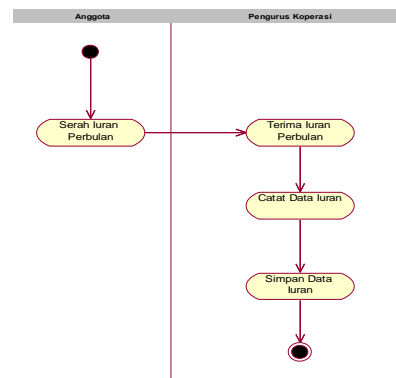 Anggota
Pengurus Koperasi
Serah Iuran
Perbulan
Terima Iuran
Perbulan
Catat Data Iuran
Simpan Data
Iuran